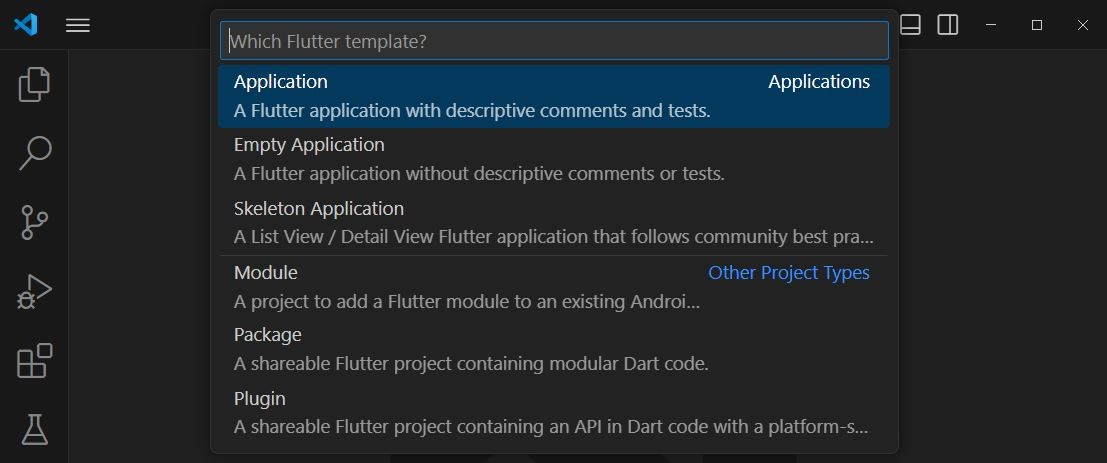 Which Flutter template?
Application Applications
A Flutter application with descriptive comments and tests.
Empty Application
A Flutter application without descriptive comments or tests.
Skeleton Application
A List View / Detail View Flutter application that follows community best pra...
Module Other Project Types
A project to add a Flutter module to an existing Androi...
Package
A shareable Flutter project containing modular Dart code.
Plugin
A shareable Flutter project containing an API in Dart code with a platform-s...